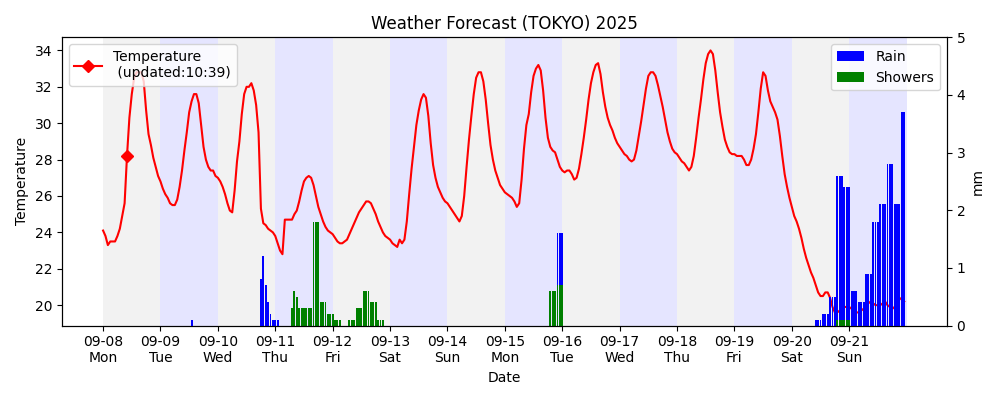 Weather Forecast (TOKYO) 2025
Temperature
(updated:10:39)
Rain
Showers
Temperature
34
32
30
28
26
24
22
20
5
4
3
2
1
0
mm
09-08 09-09 09-10 09-11 09-12 09-13 09-14 09-15 09-16 09-17 09-18 09-19 09-20 09-21
Mon Tue Wed Thu Fri Sat Sun Mon Tue Wed Thu Fri Sat Sun
Date